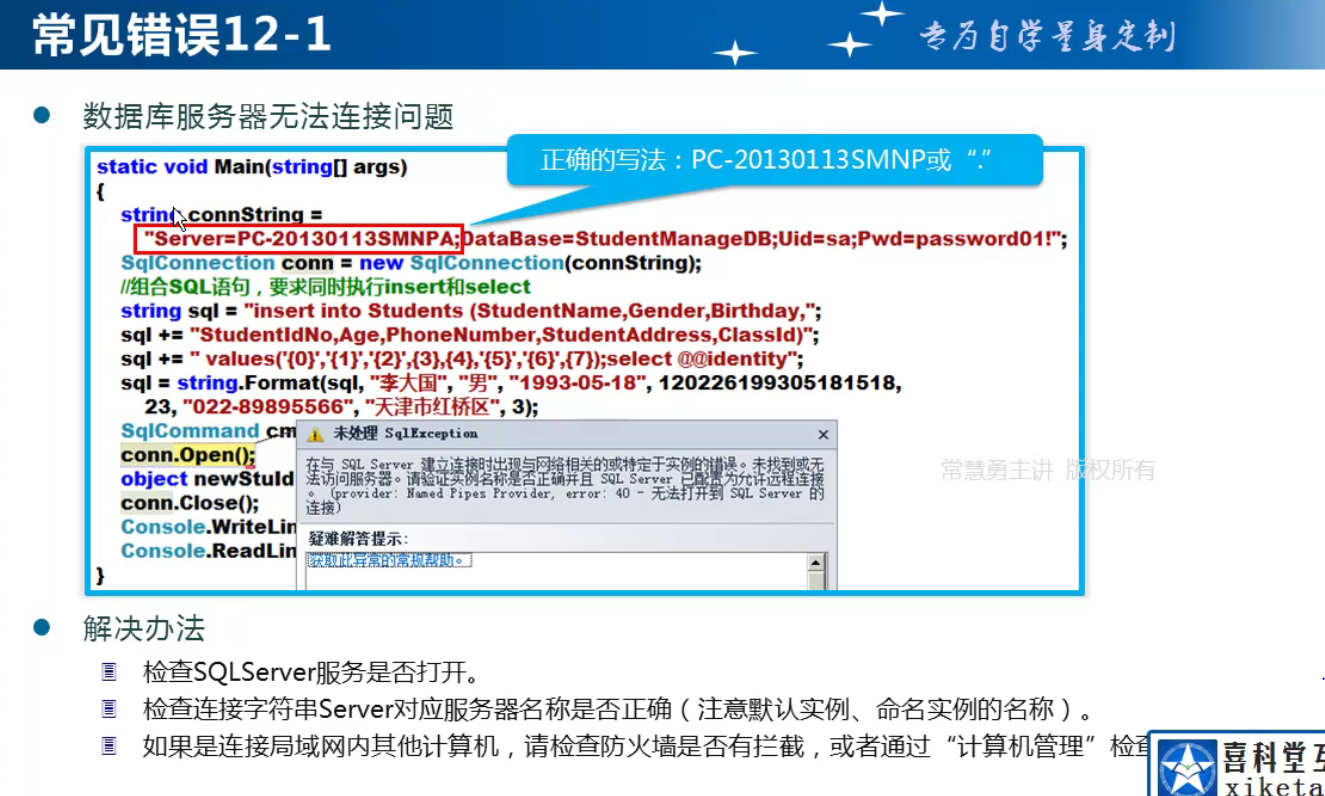 常见错误12-1
专为自学量身定制
数据库服务器无法连接问题
正确的写法：PC-20130113SMNP或“.”
static void Main(string[] args)
{
string connString =
"Server=PC-20130113SMNPA;DataBase=StudentManageDB;Uid=sa;Pwd=password01!";
SqlConnection conn = new SqlConnection(connString);
//组合SQL语句，要求同时执行insert和select
string sql = "insert into Students (StudentName,Gender,Birthday,";
sql += "StudentIdNo,Age,PhoneNumber,StudentAddress,ClassId)";
sql += " values('{0}','{1}','{2}',{3},{4},'{5}','{6}',{7});select @@identity";
sql = string.Format(sql, "李大国", "男", "1993-05-18", 120226199305181518,
23, "022-89895566", "天津市红桥区", 3);
SqlCommand cm
conn.Open();
object newStuId
conn.Close();
Console.WriteLin
Console.ReadLin
}
未处理 SqlException
在与 SQL Server 建立连接时出现与网络相关的或特定于实例的错误。未找到或无
法访问服务器。请验证实例名称是否正确并且 SQL Server 已配置为允许远程连接
。 (provider: Named Pipes Provider, error: 40 - 无法打开到 SQL Server 的
连接)
疑难解答提示:
获取此异常的常规帮助。
常慧勇主讲 版权所有
解决办法
检查SQLServer服务是否打开。
检查连接字符串Server对应服务器名称是否正确（注意默认实例、命名实例的名称）。
如果是连接局域网内其他计算机，请检查防火墙是否有拦截，或者通过“计算机管理”检查
喜科堂互
xiketa